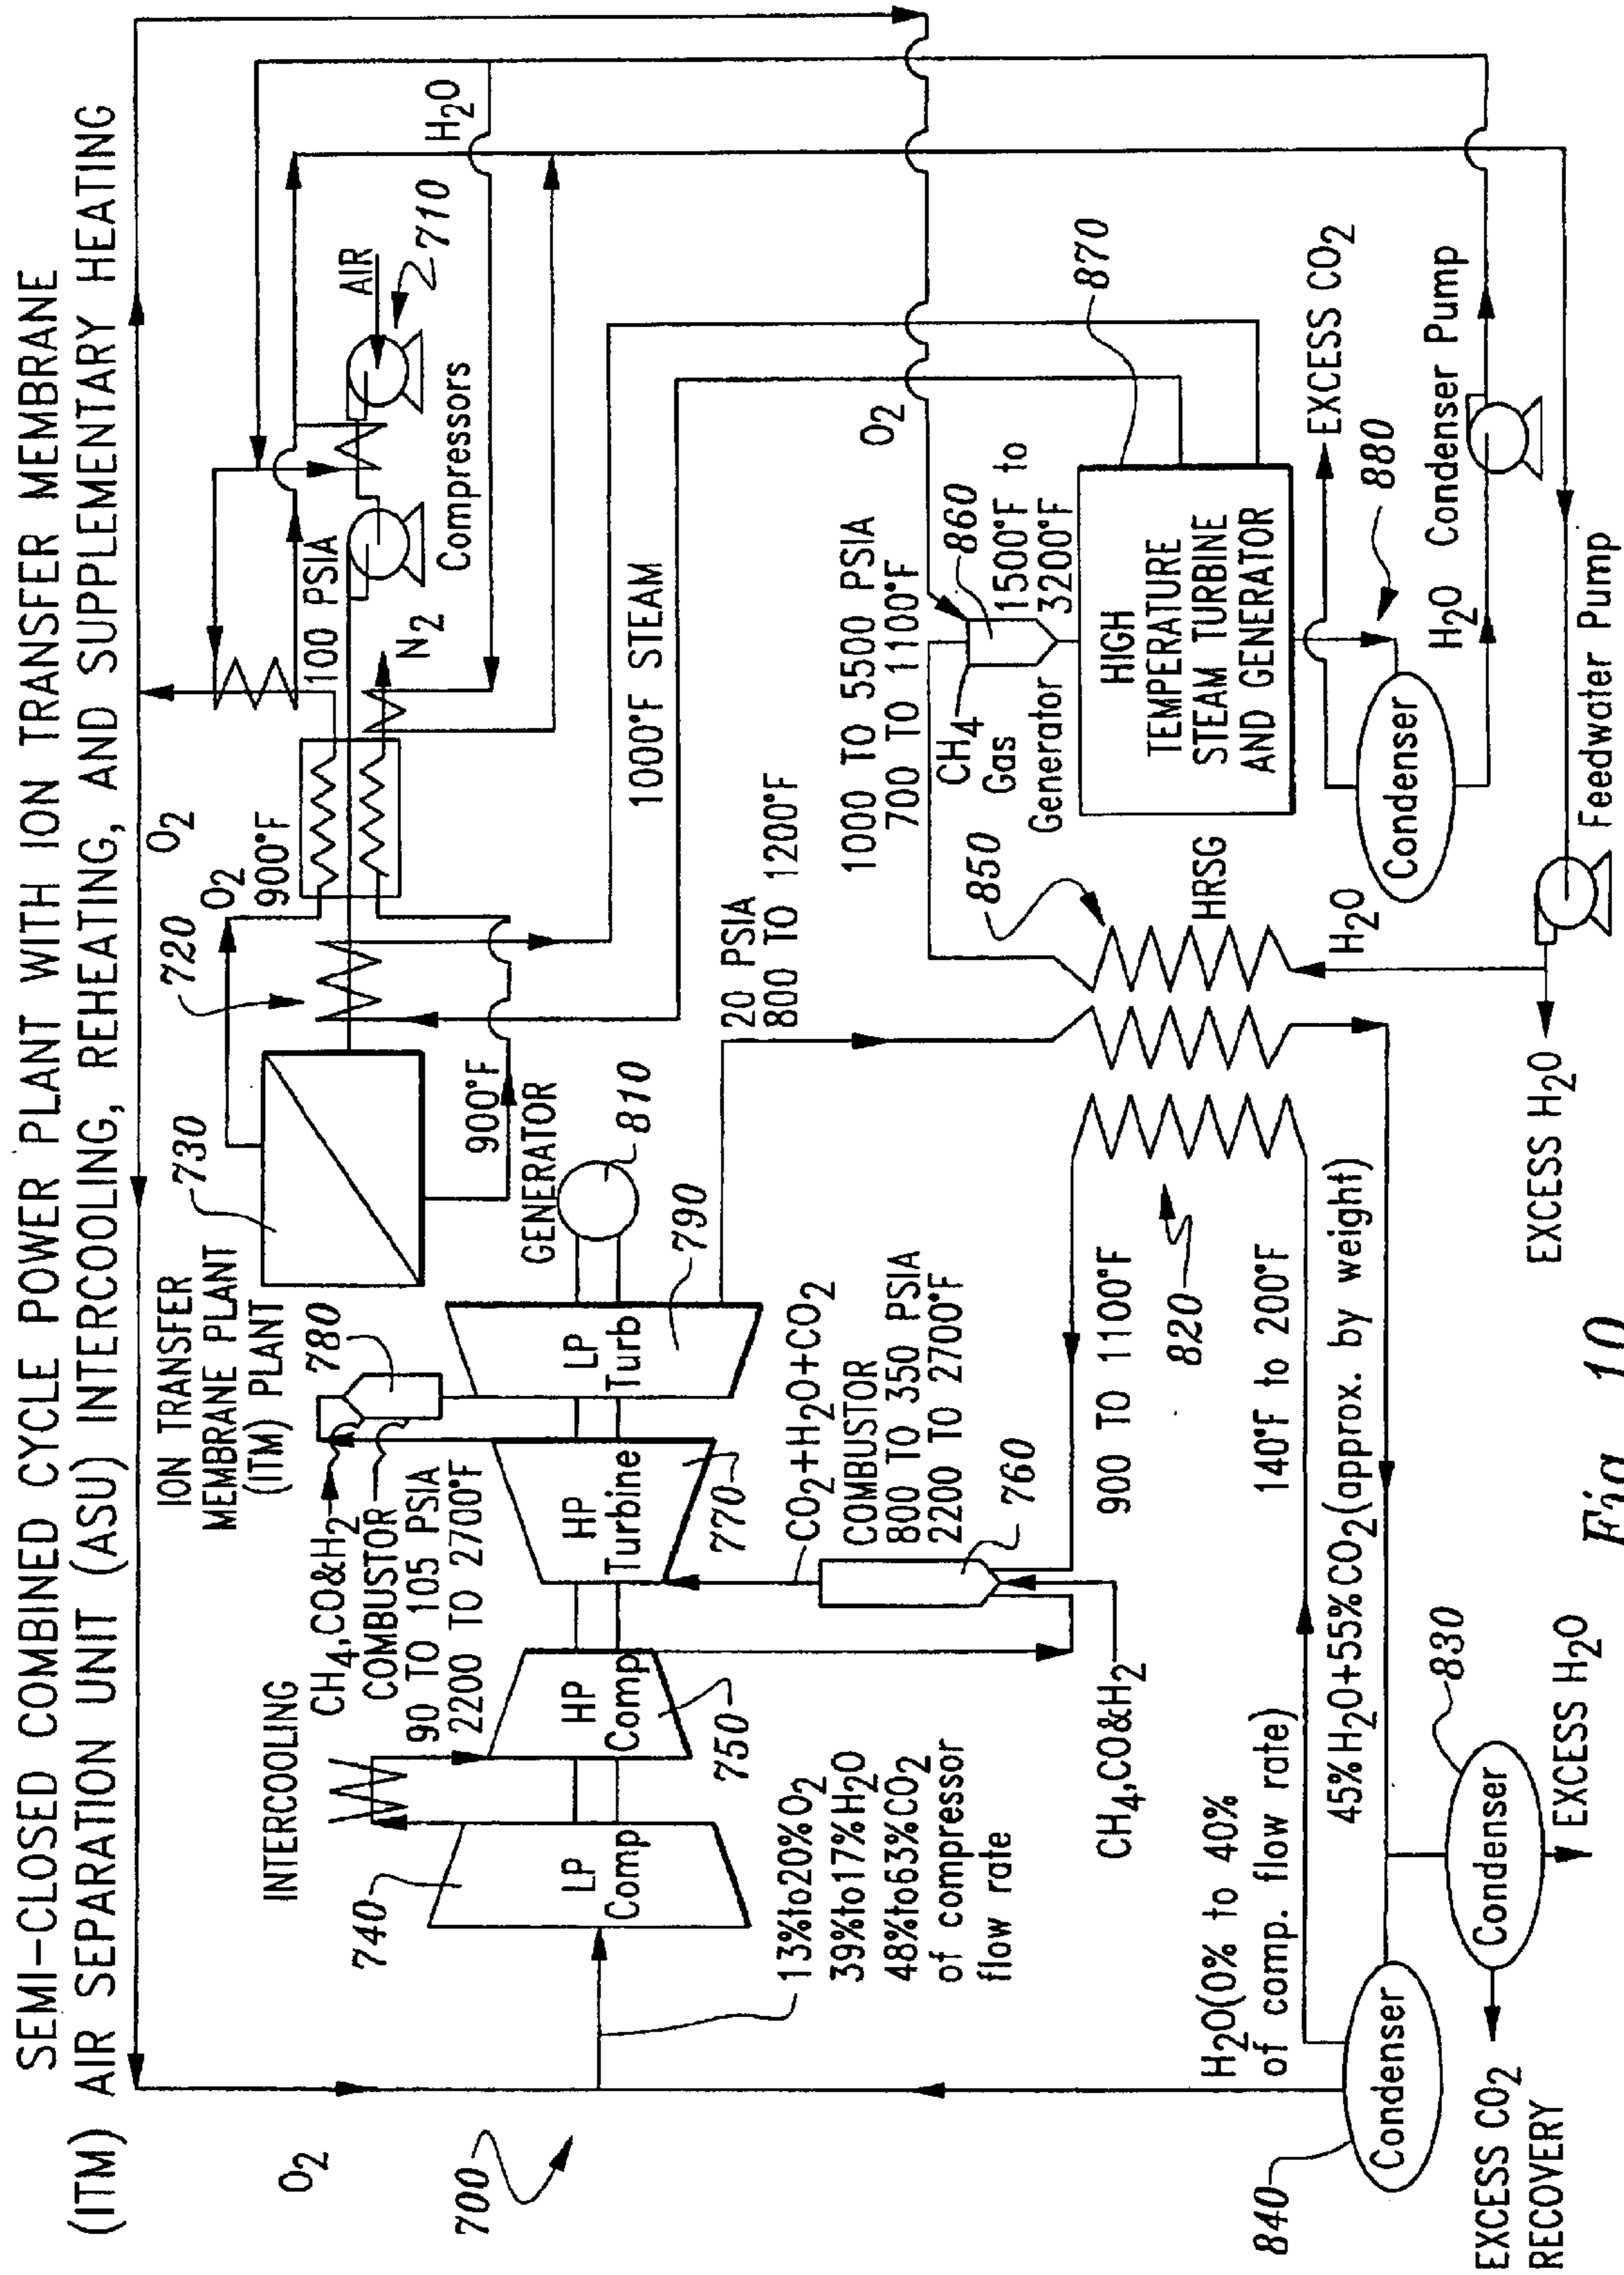 SEMI-CLOSED COMBINED CYCLE POWER PLANT WITH ION TRANSFER MEMBRANE
(ITM) AIR SEPARATION UNIT (ASU) INTERCOOLING, REHEATING, AND SUPPLEMENTARY HEATING
O2
700
740
LP
Comp
INTERCOOLING
HP
Comp
750
CH4,CO&H2
COMBUSTOR
90 TO 105 PSIA
2200 TO 2700°F
780
HP
Turbine
770
LP
Turb
790
GENERATOR
810
ION TRANSFER
MEMBRANE PLANT
(ITM) PLANT
730
900°F
720
O2
900°F
O2
100 PSIA
N2
Compressors
AIR
710
H2O
1000°F STEAM
20 PSIA
800 TO 1200°F
13%to20%O2
39%to17%H2O
48%to63%CO2
of compressor
flow rate
CH4,CO&H2
CO2+H2O+CO2
COMBUSTOR
800 TO 350 PSIA
2200 TO 2700°F
760
900 TO 1100°F
820
140°F to 200°F
H2O(0% to 40%
of comp. flow rate)
45%H2O+55%CO2(approx. by weight)
840
Condenser
EXCESS CO2
RECOVERY
830
Condenser
EXCESS H2O
850
HRSG
H2O
EXCESS H2O
Feedwater Pump
1000 TO 5500 PSIA
700 TO 1100°F
O2
CH4
Gas
Generator
860
1500°F to
3200°F
HIGH
TEMPERATURE
STEAM TURBINE
AND GENERATOR
870
EXCESS CO2
880
Condenser
H2O
Condenser Pump
Fig. 10